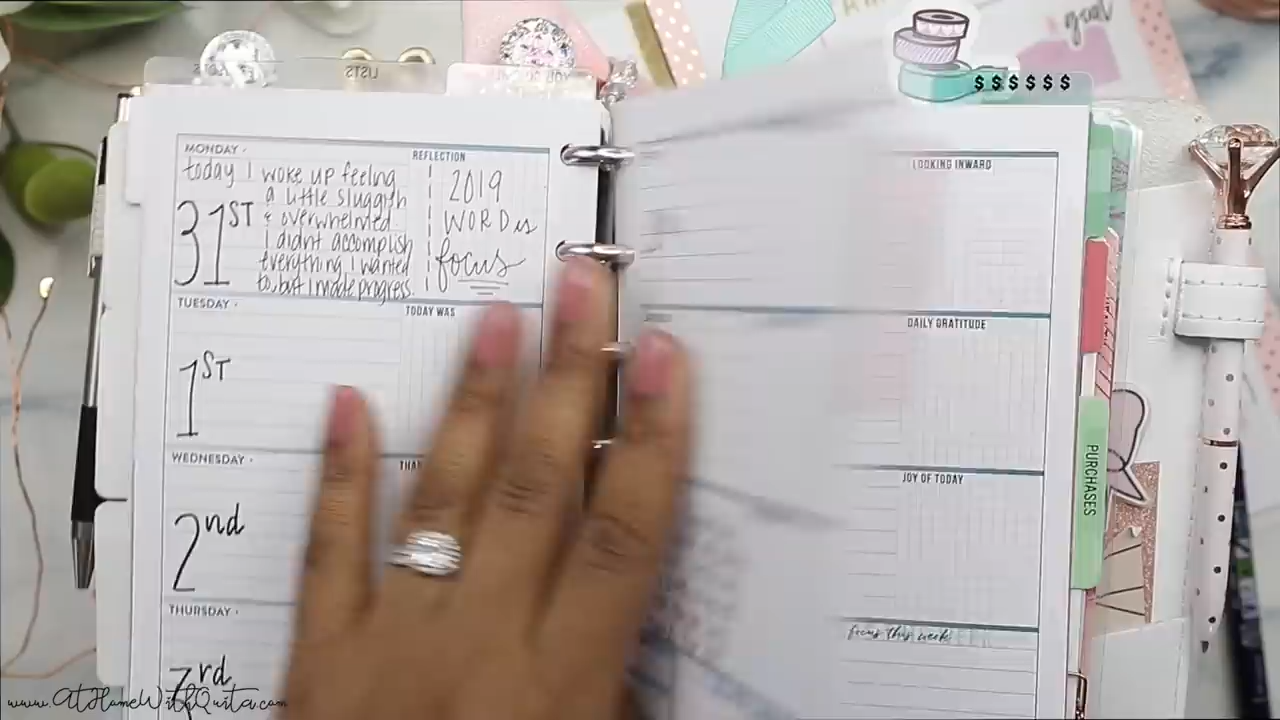 LISTS
goal
$ $ $ $ $ $
MONDAY ·
REFLECTION
today I woke up feeling
a little sluggish
& overwhelmed.
I didnt accomplish
everything I wanted
to, but I made progress.
31ST
2019
WORD is
focus
TUESDAY ·
TODAY WAS
1ST
WEDNESDAY ·
2nd
THURSDAY ·
3rd
LOOKING INWARD
DAILY GRATITUDE
JOY OF TODAY
focus this week
PURCHASES
www.AtHomeWithQuita.com